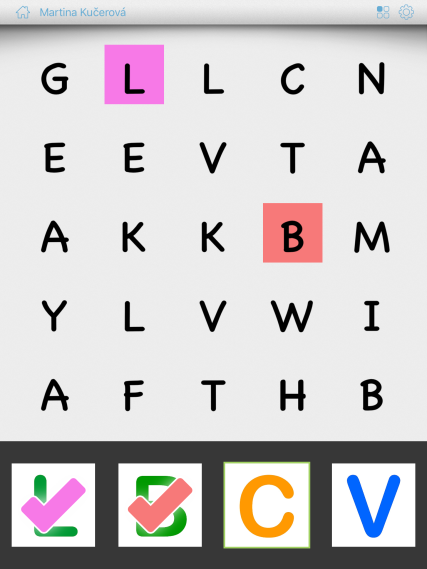 Martina Kučerová
G L L C N
E E V T A
A K K B M
Y L V W I
A F T H B
L B C V